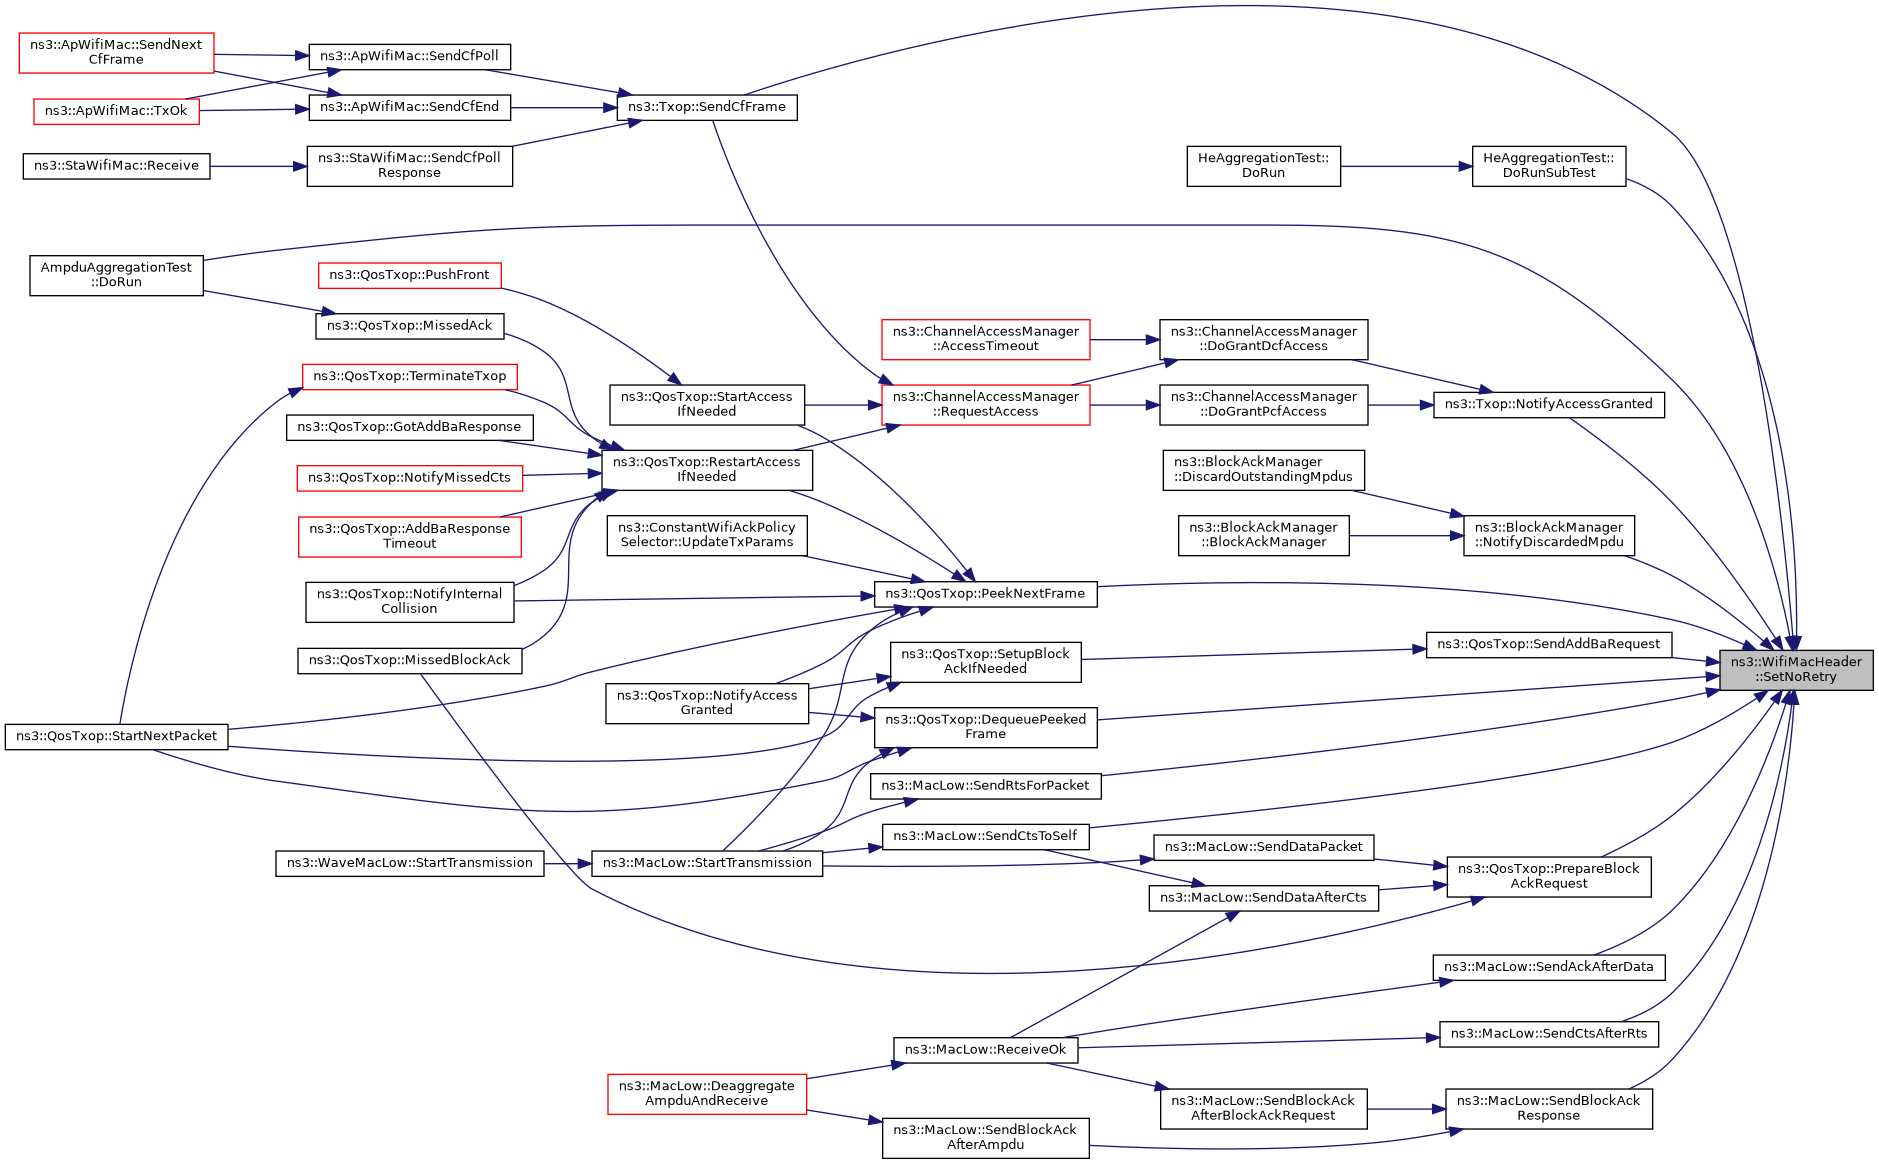 ns3::ApWifiMac::SendNext
CfFrame
ns3::ApWifiMac::TxOk
ns3::StaWifiMac::Receive
AmpduAggregationTest
::DoRun
ns3::QosTxop::StartNextPacket
ns3::ApWifiMac::SendCfPoll
ns3::ApWifiMac::SendCfEnd
ns3::StaWifiMac::SendCfPoll
Response
ns3::QosTxop::PushFront
ns3::QosTxop::MissedAck
ns3::QosTxop::TerminateTxop
ns3::QosTxop::GotAddBaResponse
ns3::QosTxop::NotifyMissedCts
ns3::QosTxop::AddBaResponse
Timeout
ns3::QosTxop::NotifyInternal
Collision
ns3::QosTxop::MissedBlockAck
ns3::WaveMacLow::StartTransmission
ns3::Txop::SendCfFrame
ns3::QosTxop::StartAccess
IfNeeded
ns3::QosTxop::RestartAccess
IfNeeded
ns3::ConstantWifiAckPolicy
Selector::UpdateTxParams
ns3::QosTxop::NotifyAccess
Granted
ns3::MacLow::StartTransmission
ns3::MacLow::Deaggregate
AmpduAndReceive
ns3::ChannelAccessManager
::AccessTimeout
ns3::ChannelAccessManager
::RequestAccess
ns3::QosTxop::PeekNextFrame
ns3::QosTxop::SetupBlock
AckIfNeeded
ns3::QosTxop::DequeuePeeked
Frame
ns3::MacLow::SendRtsForPacket
ns3::MacLow::SendCtsToSelf
ns3::MacLow::ReceiveOk
ns3::MacLow::SendBlockAck
AfterAmpdu
HeAggregationTest::
DoRun
ns3::ChannelAccessManager
::DoGrantDcfAccess
ns3::ChannelAccessManager
::DoGrantPcfAccess
ns3::BlockAckManager
::DiscardOutstandingMpdus
ns3::BlockAckManager
::BlockAckManager
ns3::MacLow::SendDataPacket
ns3::MacLow::SendDataAfterCts
ns3::MacLow::SendBlockAck
AfterBlockAckRequest
HeAggregationTest::
DoRunSubTest
ns3::Txop::NotifyAccessGranted
ns3::BlockAckManager
::NotifyDiscardedMpdu
ns3::QosTxop::SendAddBaRequest
ns3::QosTxop::PrepareBlock
AckRequest
ns3::MacLow::SendAckAfterData
ns3::MacLow::SendCtsAfterRts
ns3::MacLow::SendBlockAck
Response
ns3::WifiMacHeader
::SetNoRetry